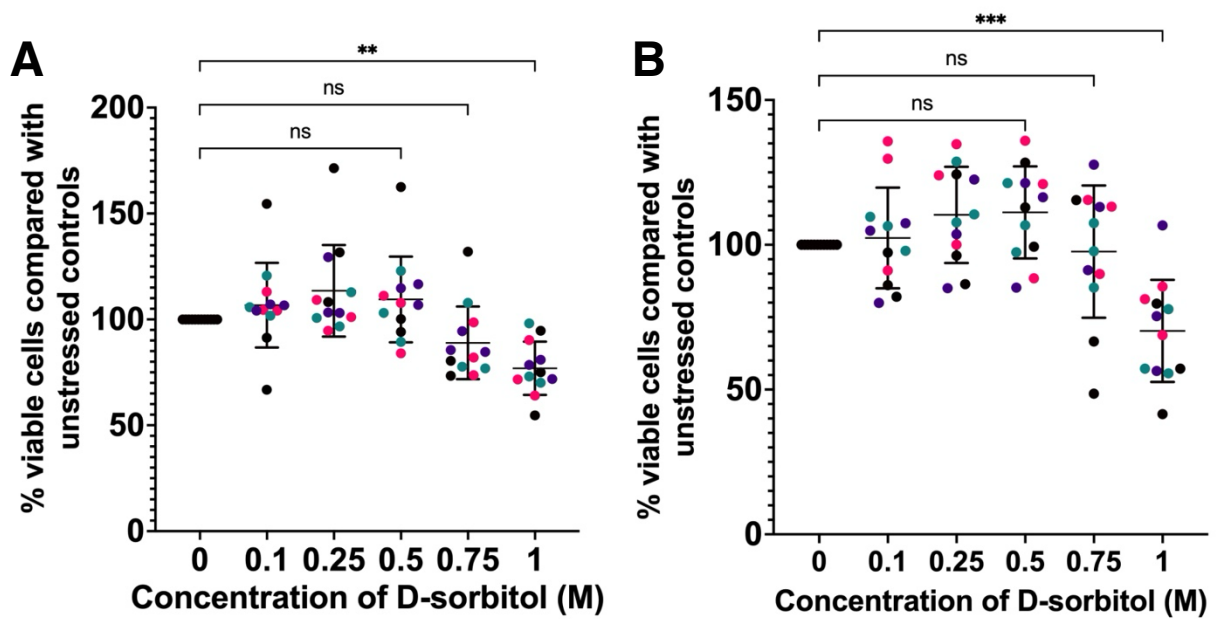 A
**
ns
ns
% viable cells compared with
unstressed controls
200
150
100
50
0
0 0.1 0.25 0.5 0.75 1
Concentration of D-sorbitol (M)
B
***
ns
ns
% viable cells compared with
unstressed controls
150
100
50
0
0 0.1 0.25 0.5 0.75 1
Concentration of D-sorbitol (M)